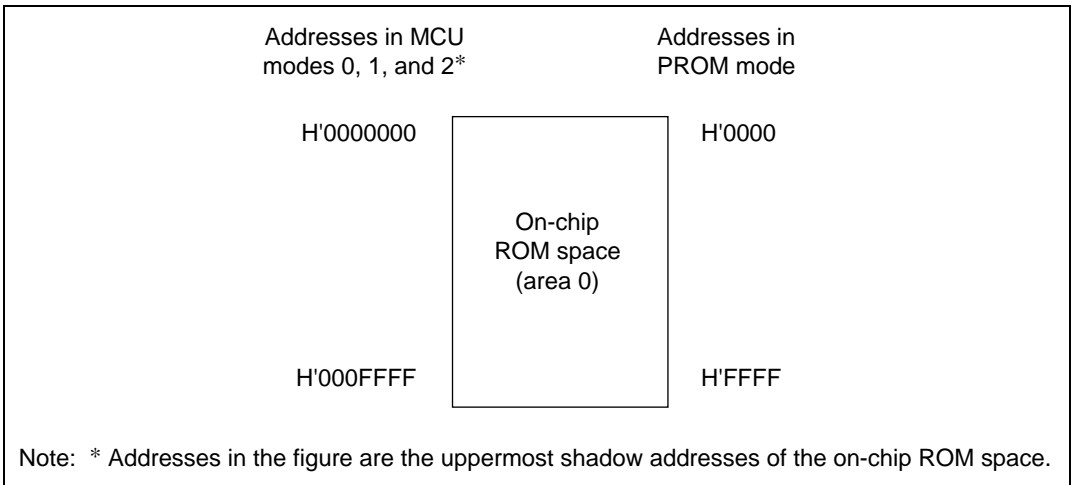 Addresses in MCU
modes 0, 1, and 2*
Addresses in
PROM mode
H'0000000
H'0000
On-chip
ROM space
(area 0)
H'000FFFF
H'FFFF
Note: * Addresses in the figure are the uppermost shadow addresses of the on-chip ROM space.